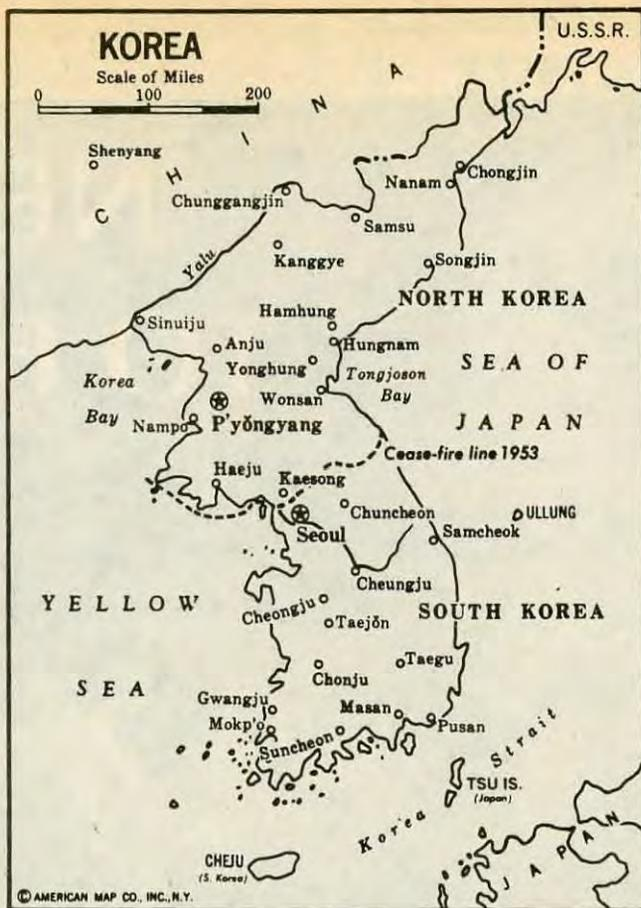 KOREA
Scale of Miles
0 100 200
U.S.S.R.
CHINA
Shenyang
Chongjin
Nanam
Chunggangjin
Samsu
Kanggye
Yalu
Songjin
NORTH KOREA
Hamhung
Sinuiju
Anju
Hungnam
Yonghung
SEA OF
JAPAN
Korea
Bay
Tongjoson
Bay
Wonsan
P'yŏngyang
Nampo
Cease-fire line 1953
Haeju
Kaesong
Chuncheon
ULLUNG
Seoul
Samcheok
Cheungju
YELLOW
SEA
Cheongju
SOUTH KOREA
Taejŏn
Chonju
Taegu
Gwangju
Masan
Mokp'o
Suncheon
Pusan
Korea Strait
TSU IS.
(Japan)
CHEJU
(S. Korea)
JAPAN
© AMERICAN MAP CO., INC., N.Y.